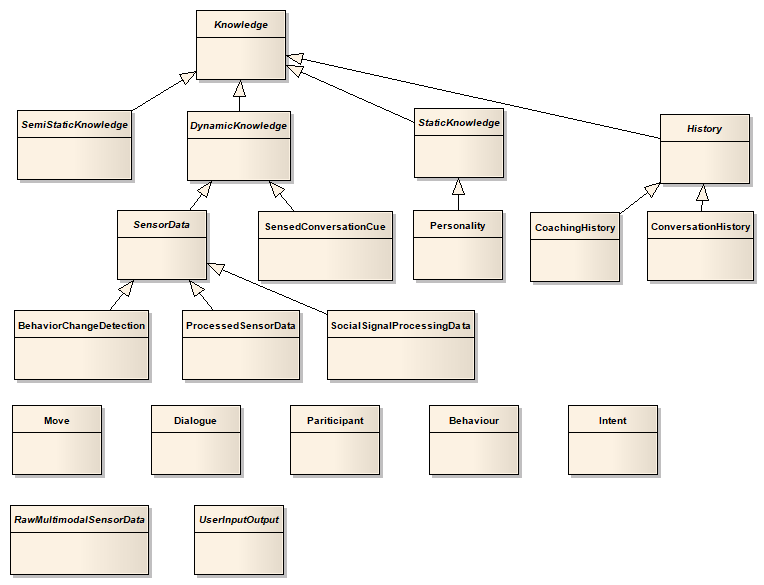 Knowledge
SemiStaticKnowledge
DynamicKnowledge
StaticKnowledge
History
SensorData
SensedConversationCue
Personality
CoachingHistory
ConversationHistory
BehaviorChangeDetection
ProcessedSensorData
SocialSignalProcessingData
Move
Dialogue
Pariticipant
Behaviour
Intent
RawMultimodalSensorData
UserInputOutput